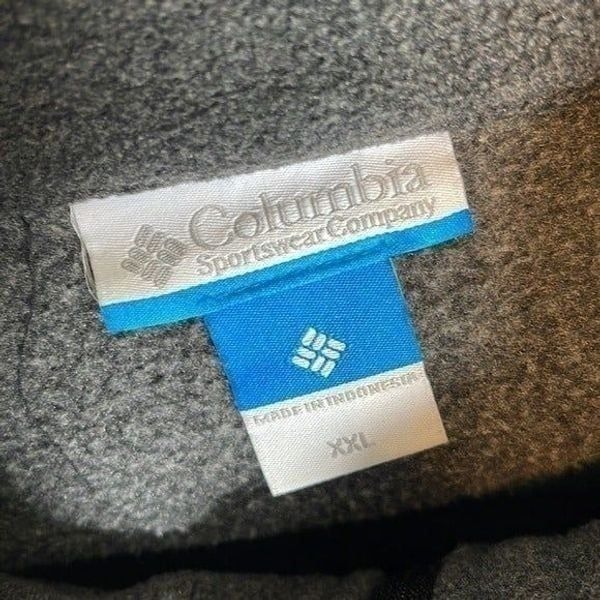 Columbia
Sportswear Company
MADE IN INDONESIA
XXL